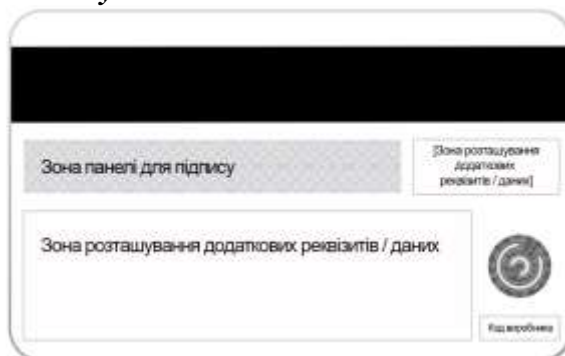 Зона панелі для підпису
[Зона розташування
додаткових
реквізитів / даних]
Зона розташування додаткових реквізитів / даних
Код виробника